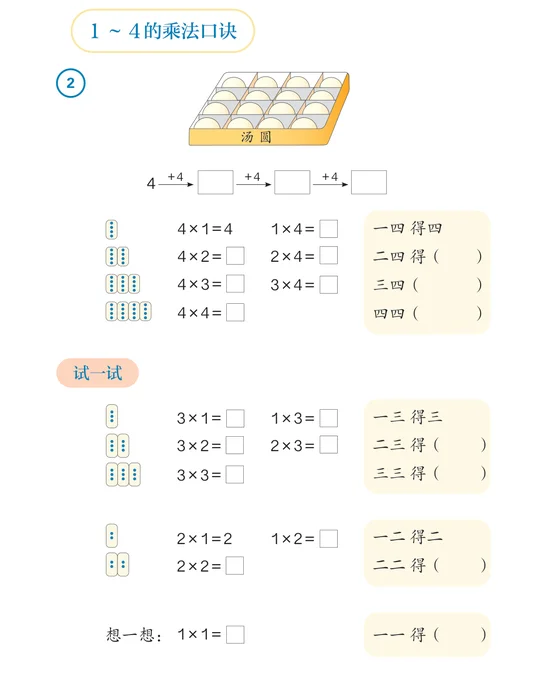 1～4的乘法口诀
2
汤圆
4 +4 +4 +4
4×1=4 1×4= 一四得四
4×2= 2×4= 二四得( )
4×3= 3×4= 三四( )
4×4= 四四( )
试一试
3×1= 1×3= 一三得三
3×2= 2×3= 二三得( )
3×3= 三三得( )
2×1=2 1×2= 一二得二
2×2= 二二得( )
想一想: 1×1= 一一得( )